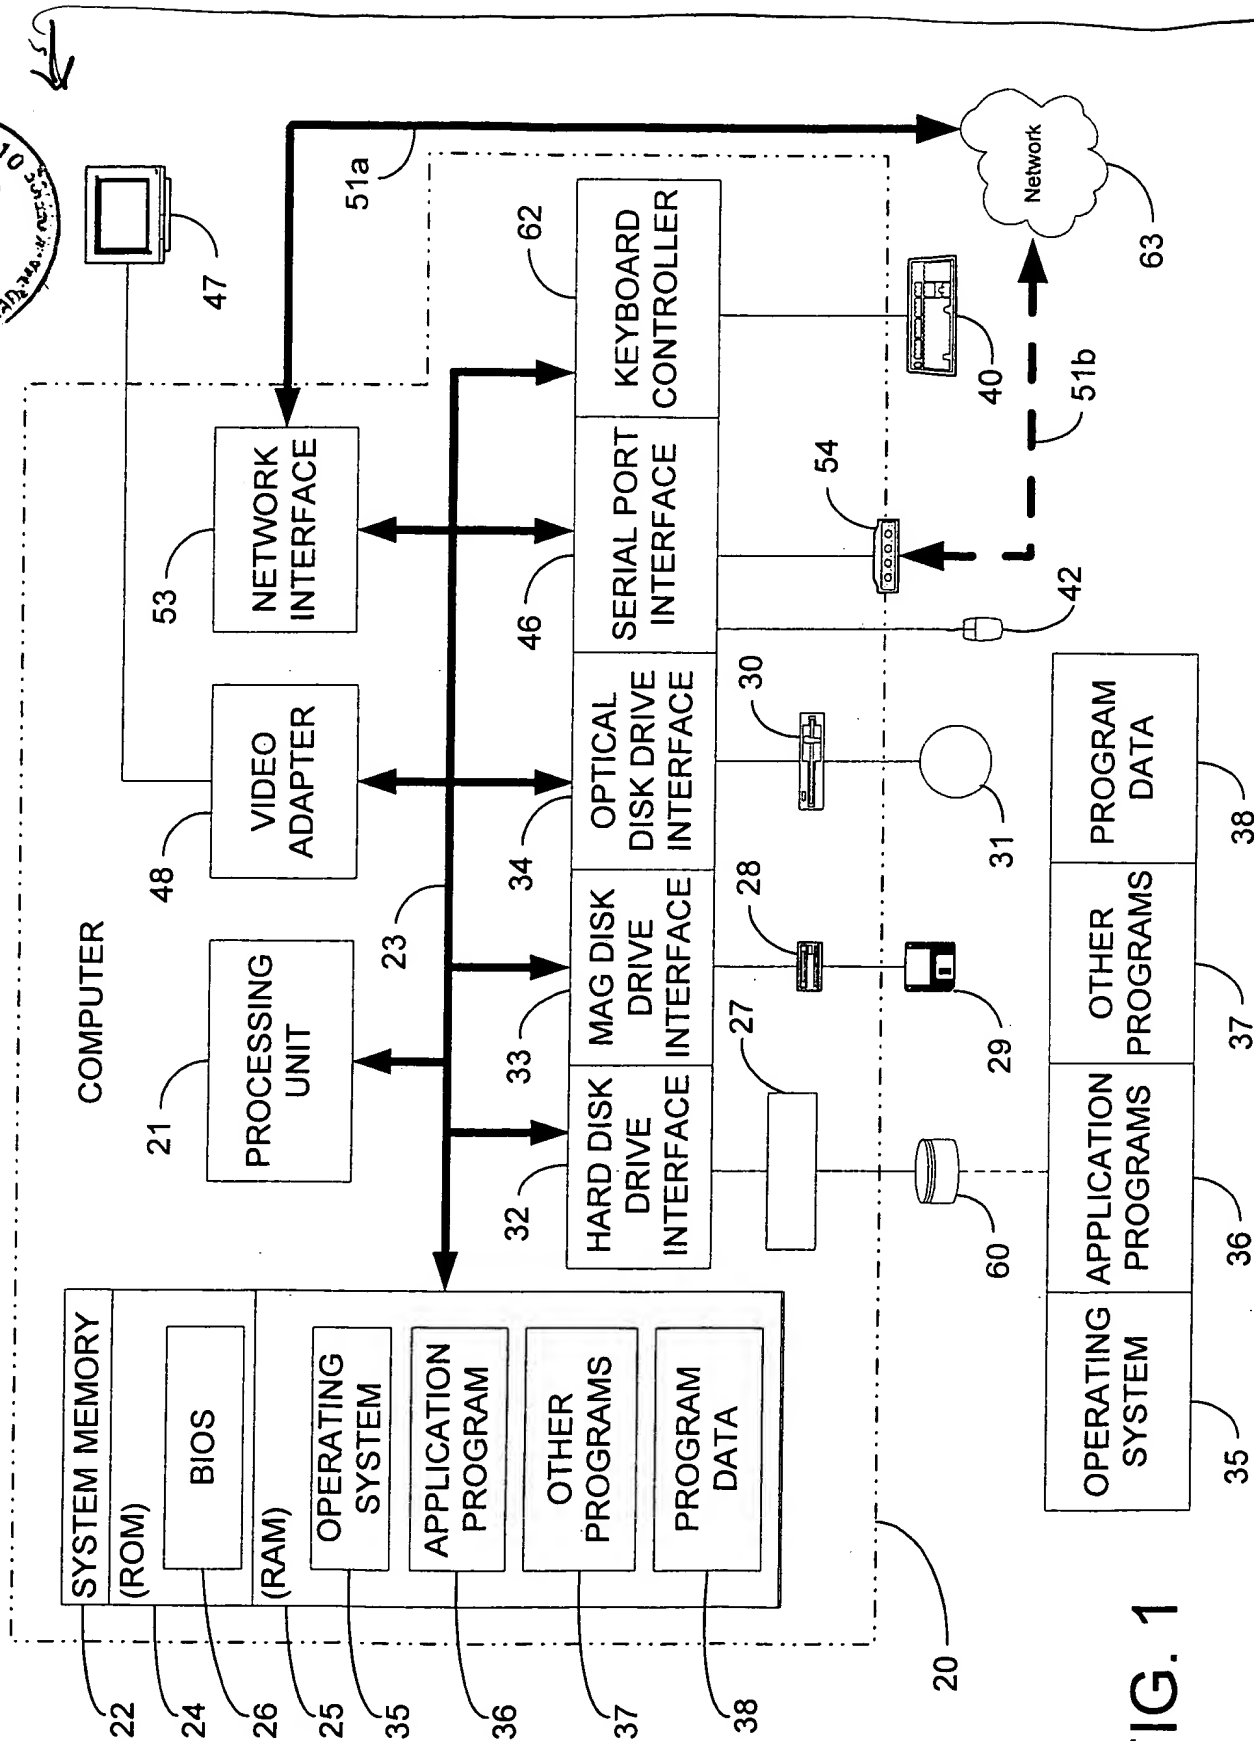 COMPUTER
SYSTEM MEMORY
(ROM)
BIOS
(RAM)
OPERATING
SYSTEM
APPLICATION
PROGRAM
OTHER
PROGRAMS
PROGRAM
DATA
22
24
26
25
35
36
37
38
21
PROCESSING
UNIT
48
VIDEO
ADAPTER
53
NETWORK
INTERFACE
47
51a
23
32
HARD DISK
DRIVE
INTERFACE
33
MAG DISK
DRIVE
INTERFACE
34
OPTICAL
DISK DRIVE
INTERFACE
46
SERIAL PORT
INTERFACE
62
KEYBOARD
CONTROLLER
27
28
30
54
20
60
29
31
42
40
51b
Network
63
OPERATING
SYSTEM
APPLICATION
PROGRAMS
OTHER
PROGRAMS
PROGRAM
DATA
35
36
37
38
FIG. 1